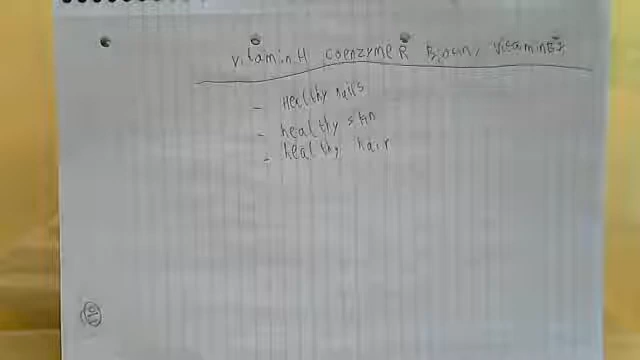 vitamin H coenzyme R Biotin, vitamin B7
- Healthy nails
- healthy skin
- healthy hair